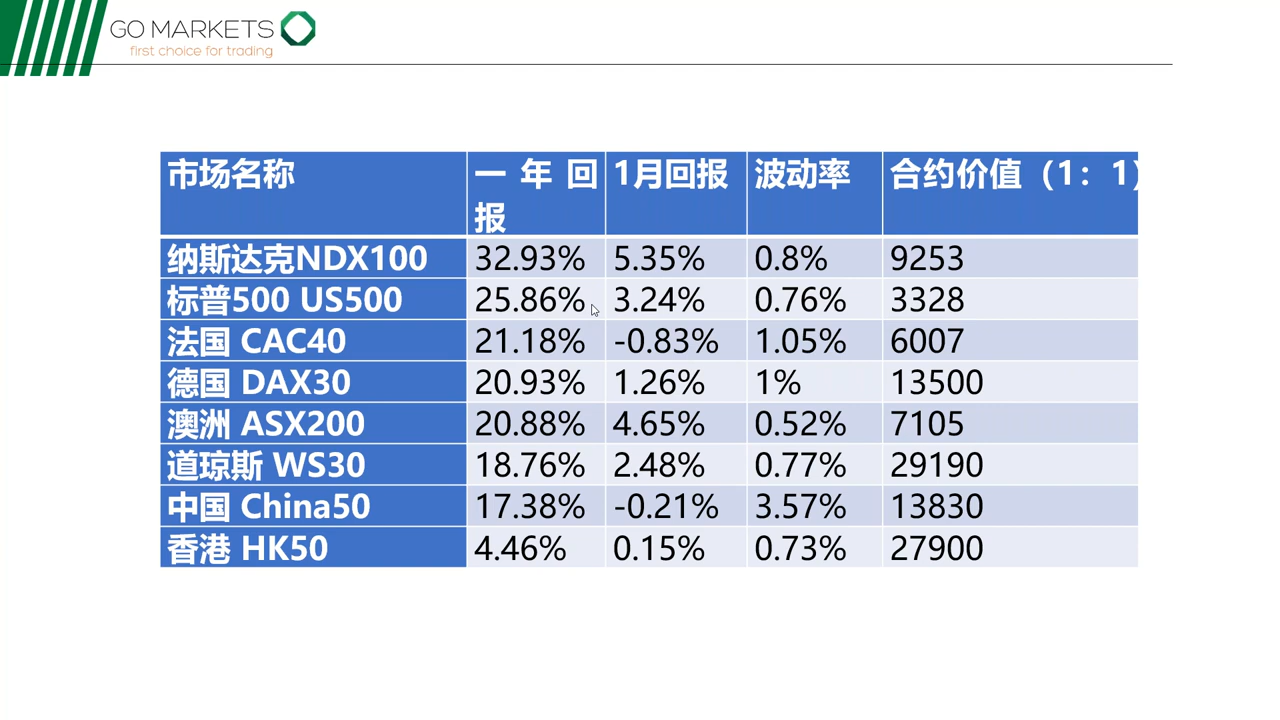 GO MARKETS
first choice for trading
市场名称 一年回报 1月回报 波动率 合约价值（1：1）
纳斯达克NDX100 32.93% 5.35% 0.8% 9253
标普500 US500 25.86% 3.24% 0.76% 3328
法国 CAC40 21.18% -0.83% 1.05% 6007
德国 DAX30 20.93% 1.26% 1% 13500
澳洲 ASX200 20.88% 4.65% 0.52% 7105
道琼斯 WS30 18.76% 2.48% 0.77% 29190
中国 China50 17.38% -0.21% 3.57% 13830
香港 HK50 4.46% 0.15% 0.73% 27900